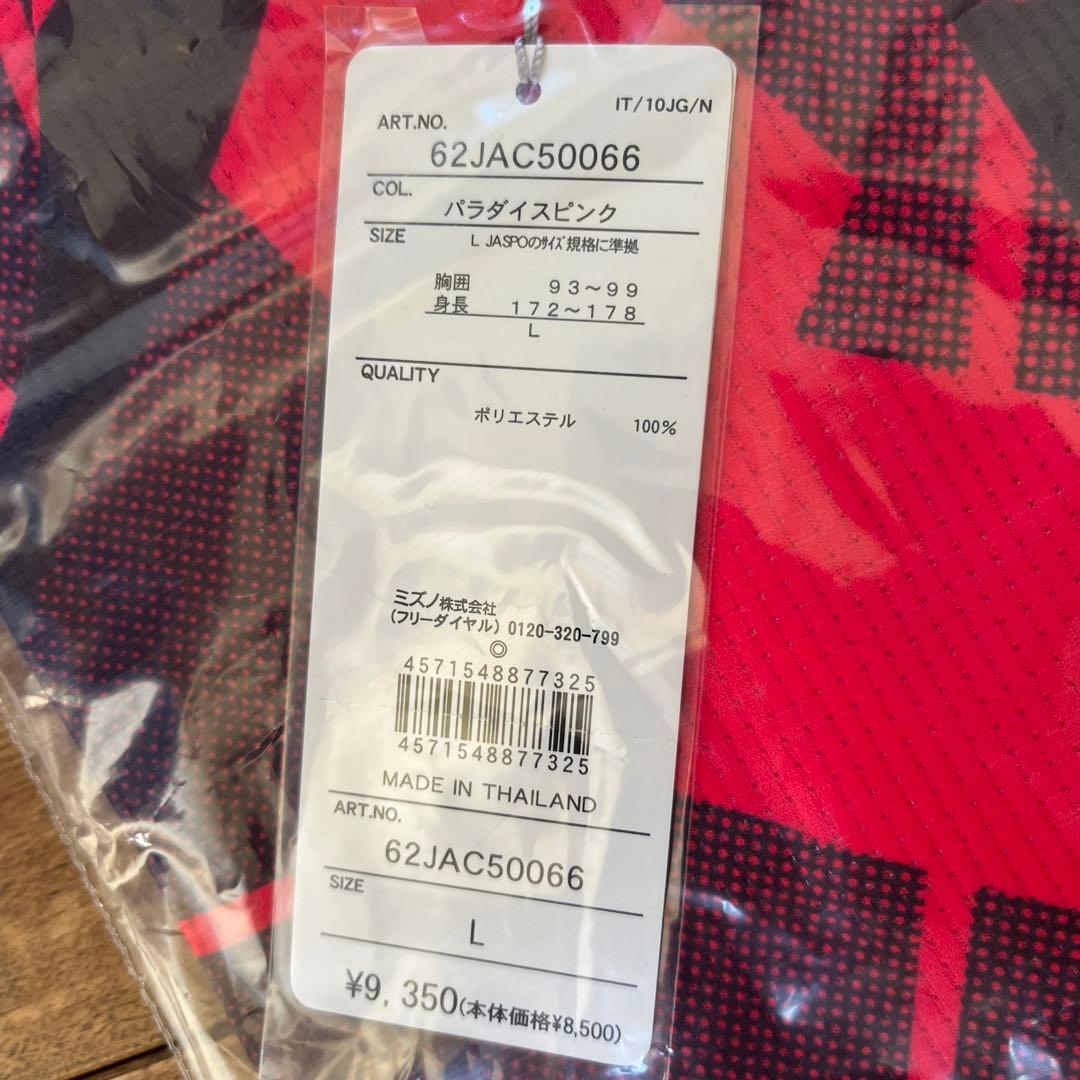 IT/10JG/N
ART.NO.
62JAC50066
COL.
パラダイスピンク
SIZE
L JASPOのｻｲｽﾞ規格に準拠
胸囲 93～99
身長 172～178
L
QUALITY
ポリエステル 100%
ミズノ株式会社
(フリーダイヤル) 0120-320-799
◎
4571548877325
4571548877325
MADE IN THAILAND
ART.NO.
62JAC50066
SIZE
L
¥9,350(本体価格¥8,500)